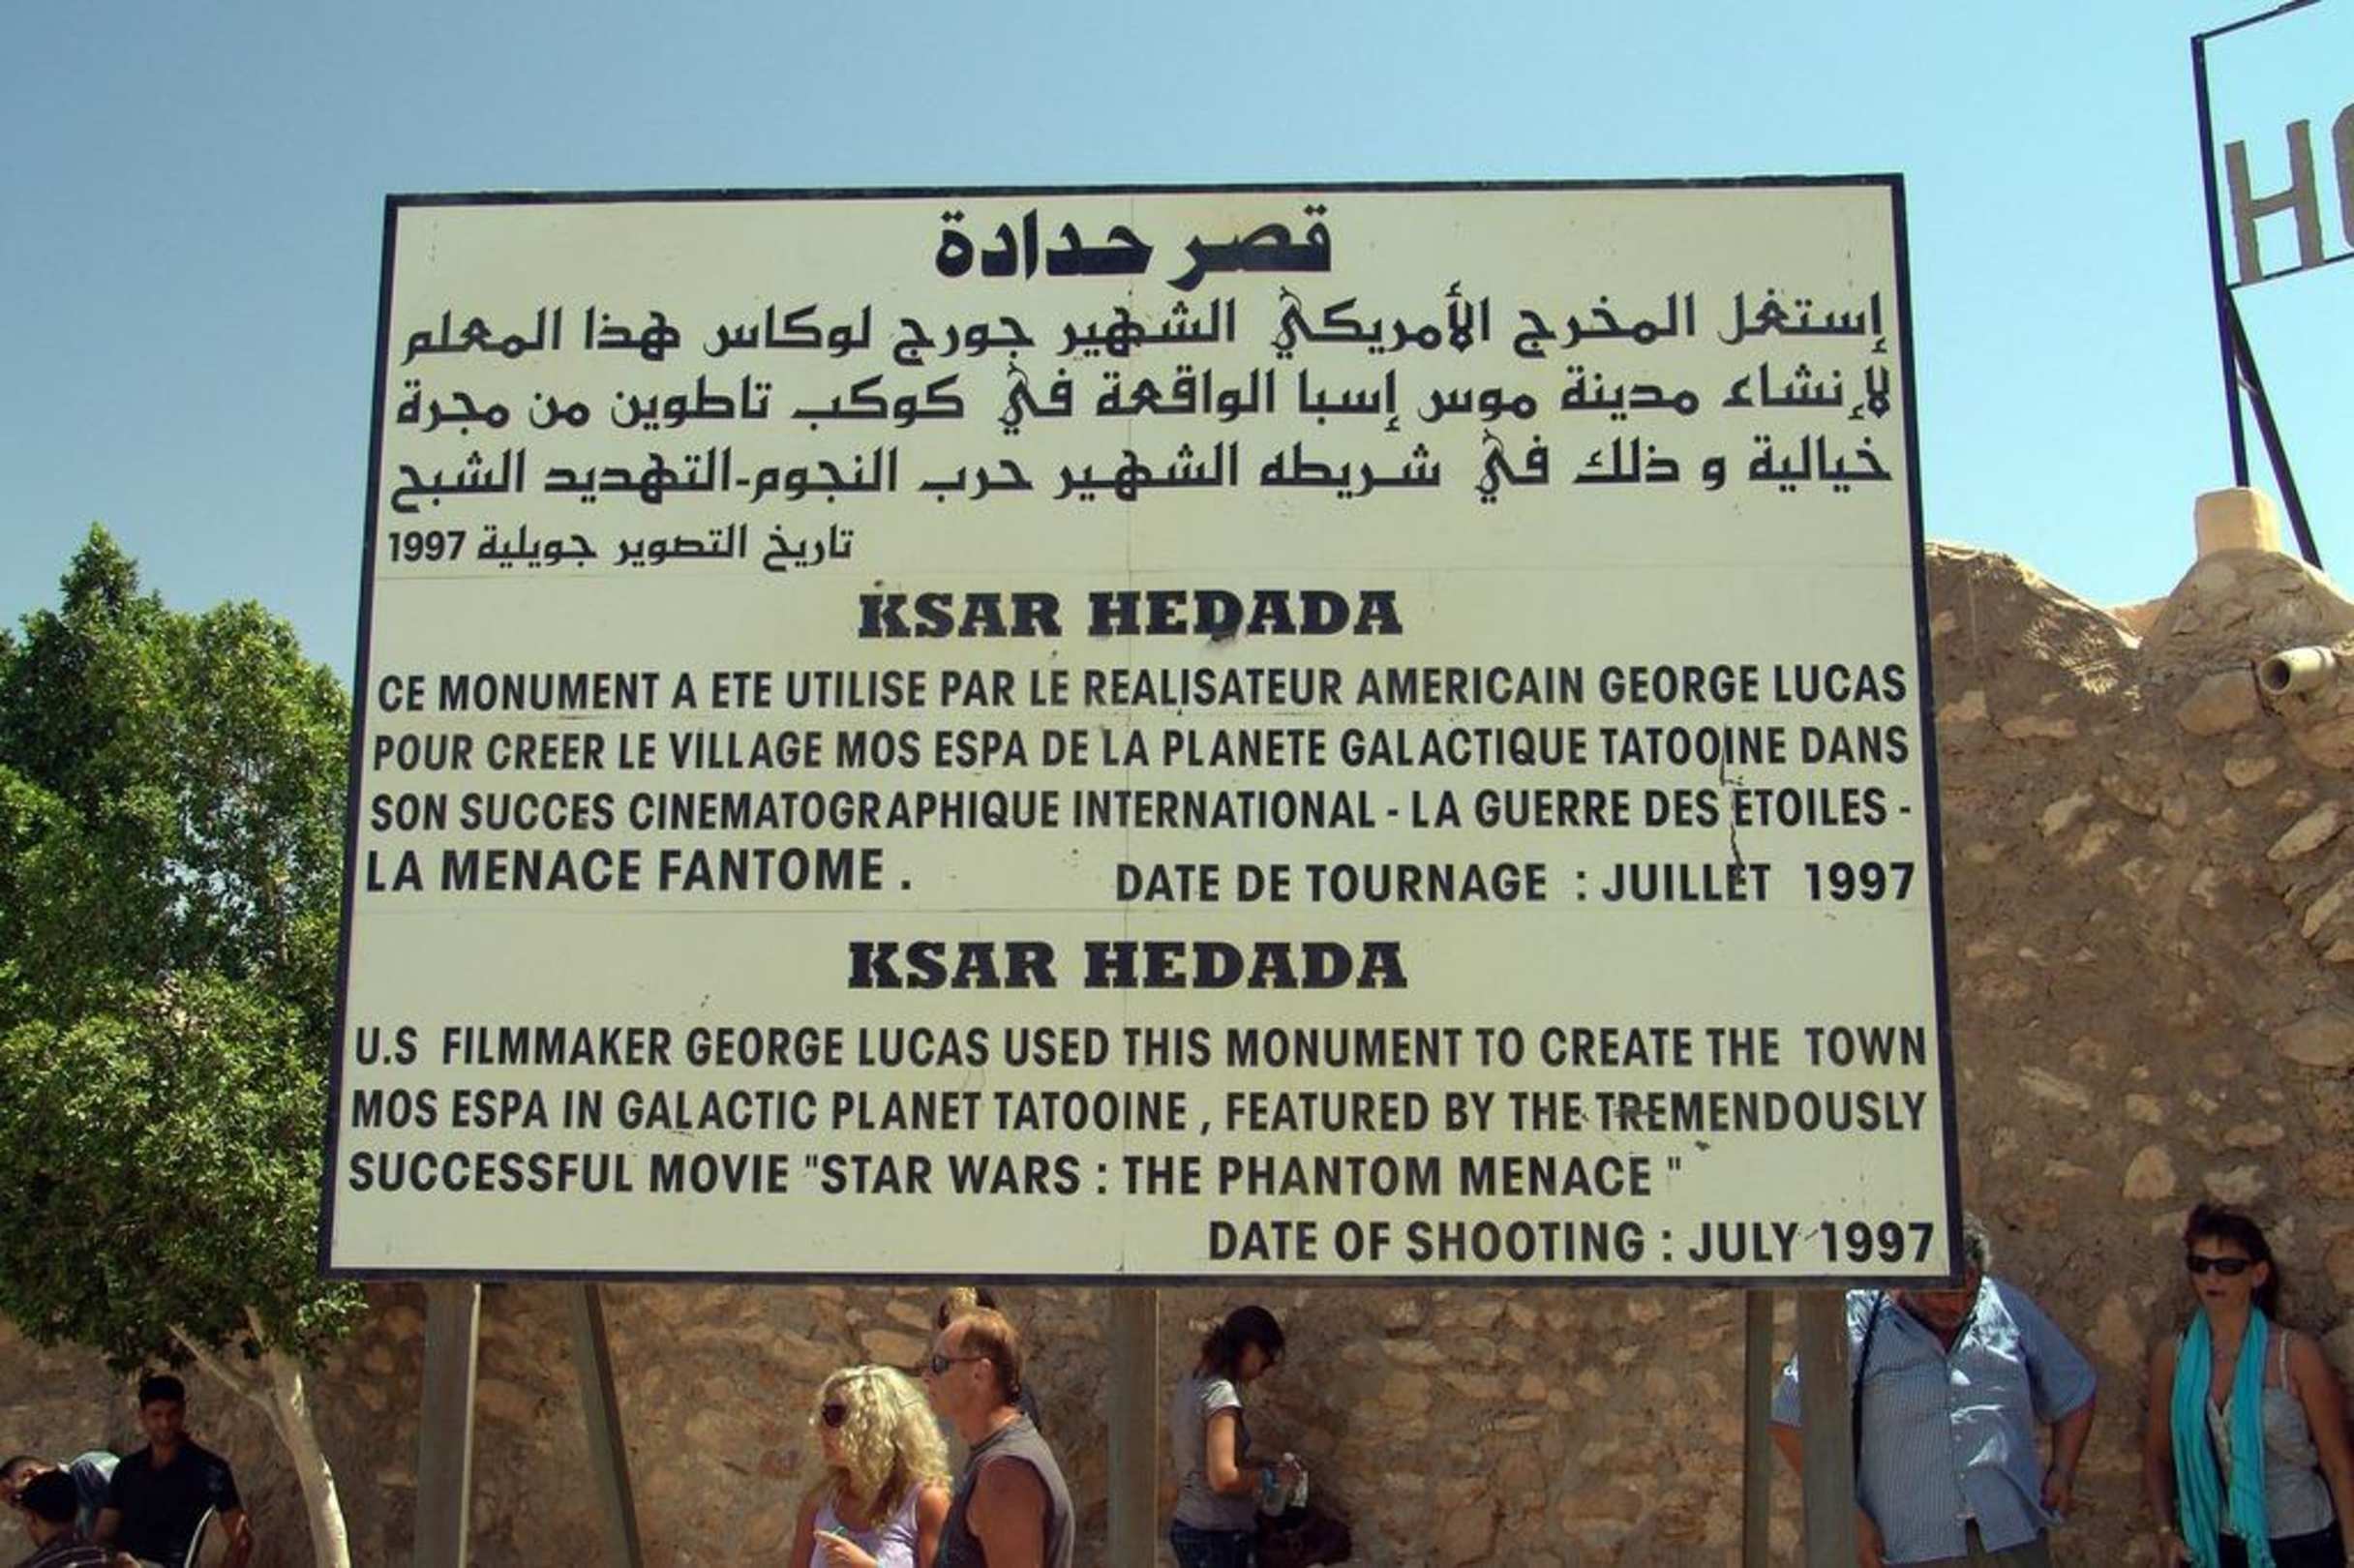 قصر حدادة
إستغل المخرج الأمريكي الشهير جورج لوكاس هذا المعلم
لإنشاء مدينة موس إسبا الواقعة في كوكب تاطوين من مجرة
خيالية و ذلك في شريطه الشهير حرب النجوم-التهديد الشبح
تاريخ التصوير جويلية 1997
KSAR HEDADA
CE MONUMENT A ETE UTILISE PAR LE REALISATEUR AMERICAIN GEORGE LUCAS
POUR CREER LE VILLAGE MOS ESPA DE LA PLANETE GALACTIQUE TATOOINE DANS
SON SUCCES CINEMATOGRAPHIQUE INTERNATIONAL - LA GUERRE DES ETOILES -
LA MENACE FANTOME . DATE DE TOURNAGE : JUILLET 1997
KSAR HEDADA
U.S FILMMAKER GEORGE LUCAS USED THIS MONUMENT TO CREATE THE TOWN
MOS ESPA IN GALACTIC PLANET TATOOINE , FEATURED BY THE TREMENDOUSLY
SUCCESSFUL MOVIE "STAR WARS : THE PHANTOM MENACE "
DATE OF SHOOTING : JULY 1997